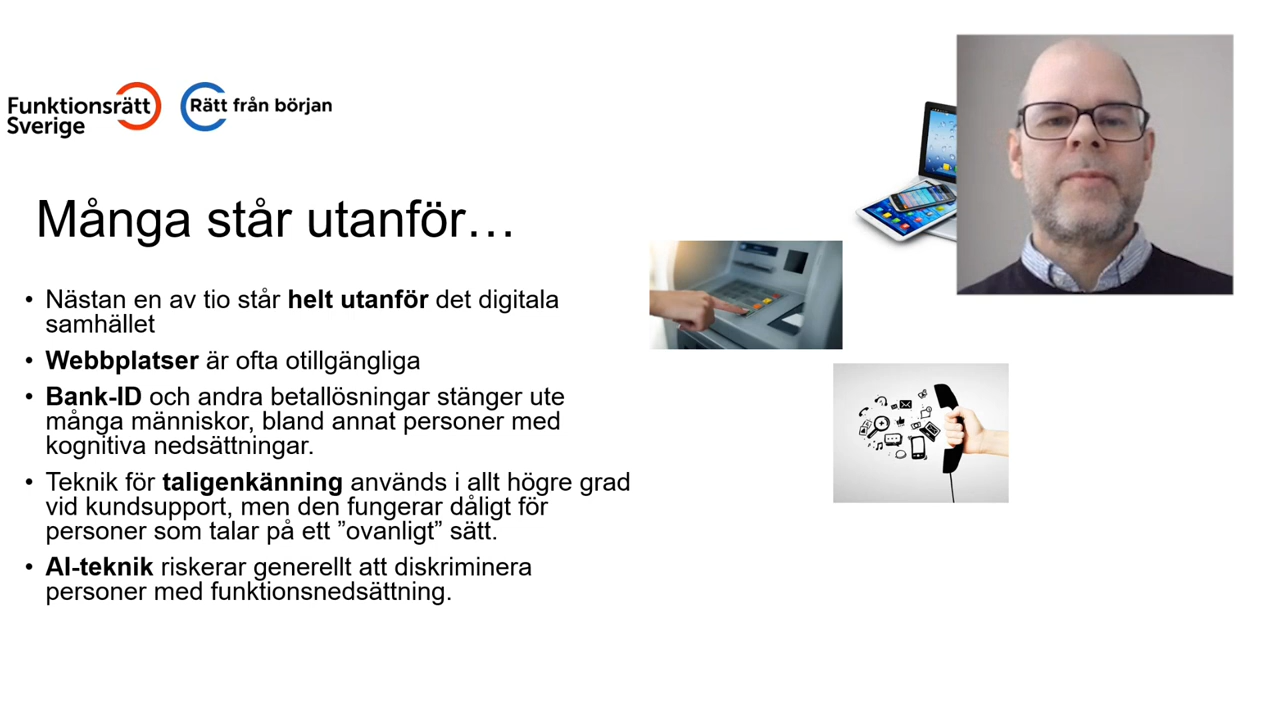 Funktionsrätt
Sverige
Rätt från början
Många står utanför…
• Nästan en av tio står helt utanför det digitala
samhället
• Webbplatser är ofta otillgängliga
• Bank-ID och andra betallösningar stänger ute
många människor, bland annat personer med
kognitiva nedsättningar.
• Teknik för taligenkänning används i allt högre grad
vid kundsupport, men den fungerar dåligt för
personer som talar på ett ”ovanligt” sätt.
• AI-teknik riskerar generellt att diskriminera
personer med funktionsnedsättning.